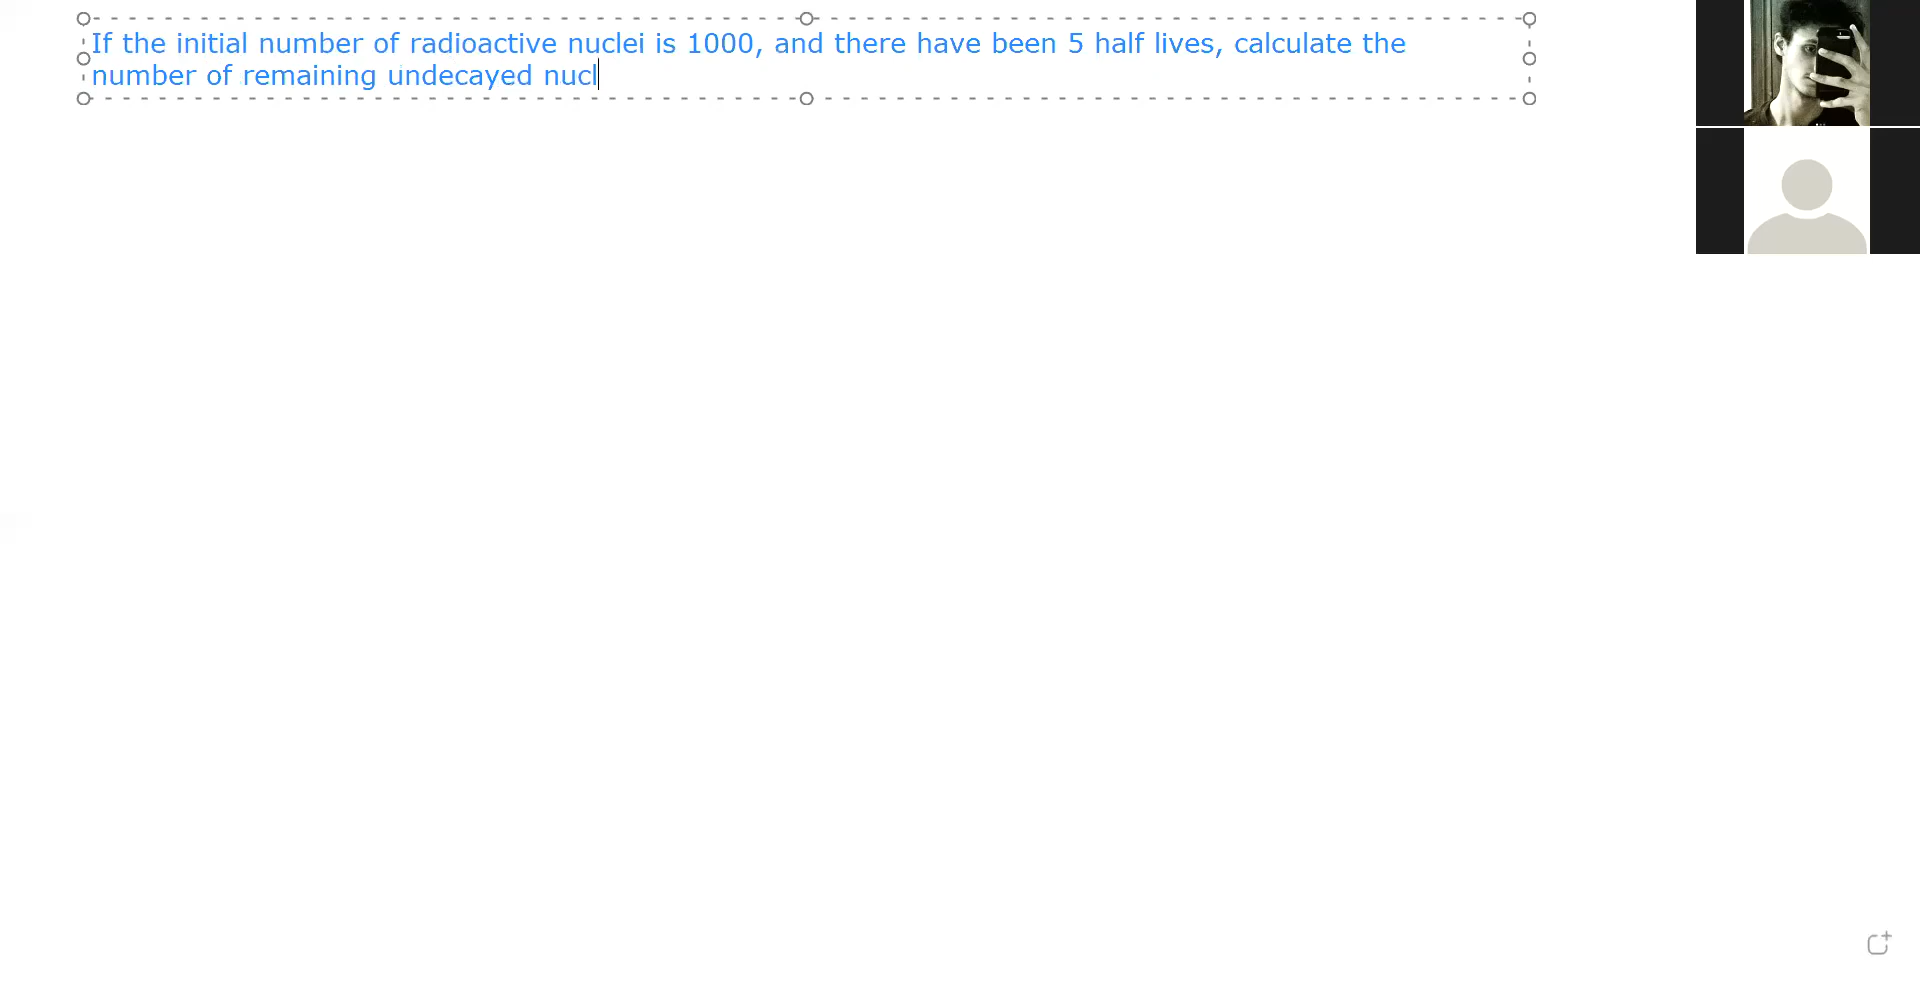 If the initial number of radioactive nuclei is 1000, and there have been 5 half lives, calculate the
number of remaining undecayed nucl